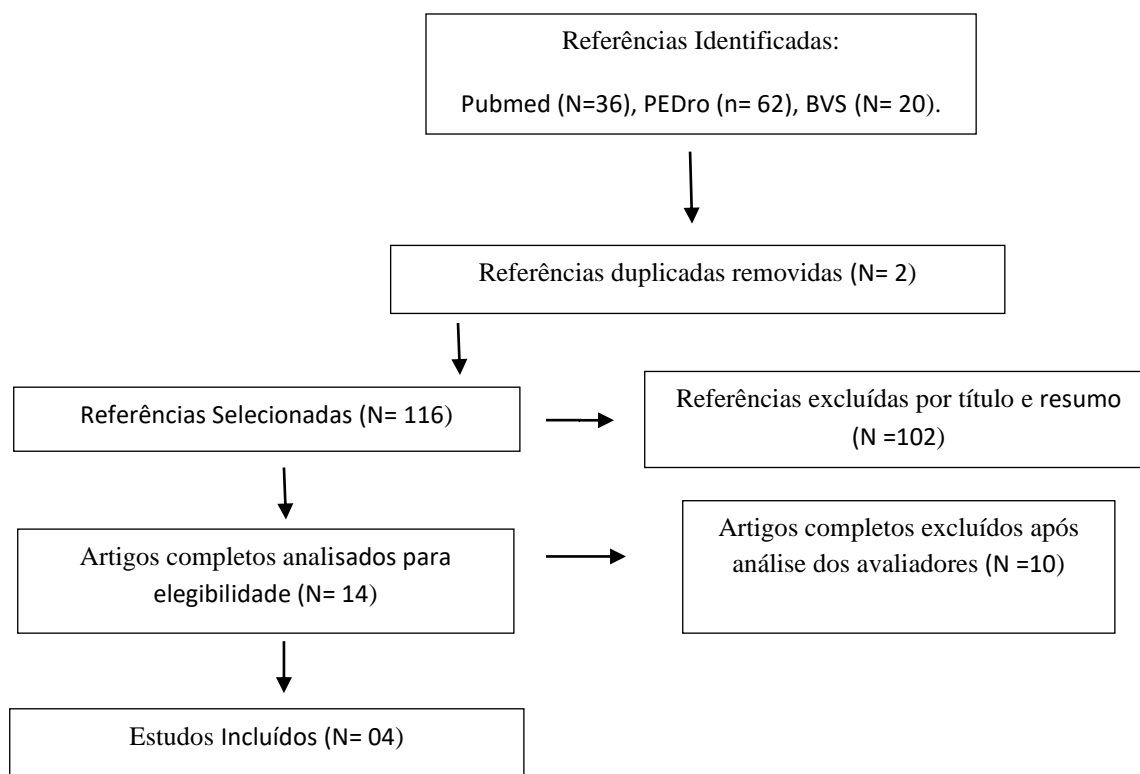 Referências Identificadas:
Pubmed (N=36), PEDro (n= 62), BVS (N= 20).
Referências duplicadas removidas (N= 2)
Referências Selecionadas (N= 116)
Referências excluídas por título e resumo
(N =102)
Artigos completos analisados para
elegibilidade (N= 14)
Artigos completos excluídos após
análise dos avaliadores (N =10)
Estudos Incluídos (N= 04)